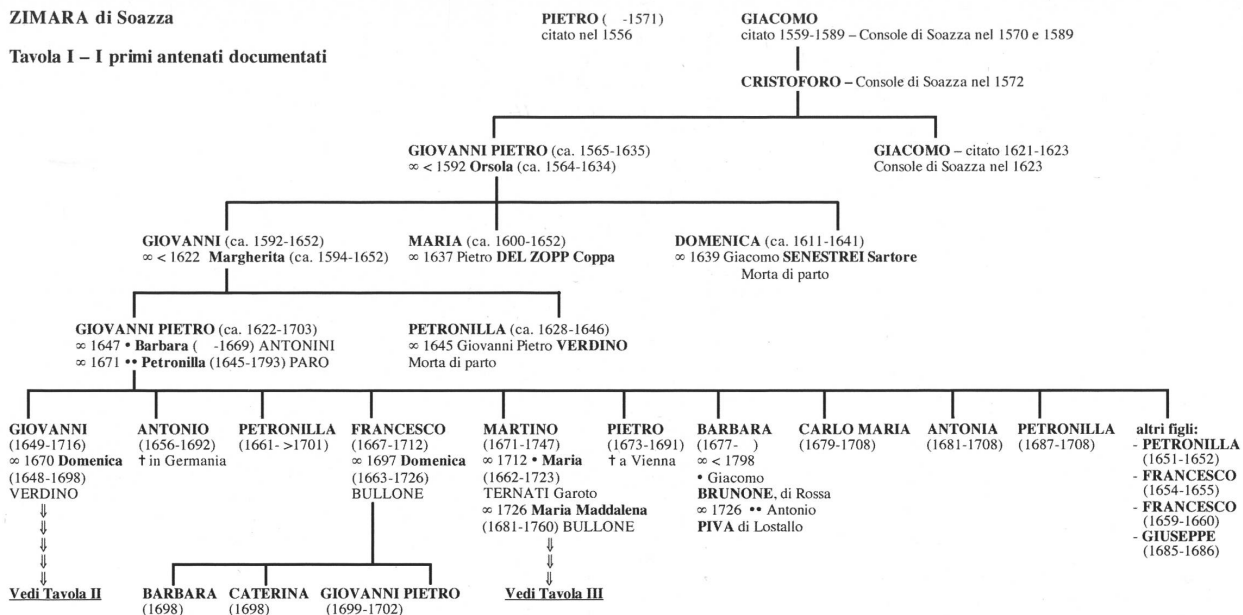 ZIMARA di Soazza
Tavola I – I primi antenati documentati
PIETRO ( -1571)
citato nel 1556
GIACOMO
citato 1559-1589 – Console di Soazza nel 1570 e 1589
CRISTOFORO – Console di Soazza nel 1572
GIOVANNI PIETRO (ca. 1565-1635)
∞ < 1592 Orsola (ca. 1564-1634)
GIACOMO – citato 1621-1623
Console di Soazza nel 1623
GIOVANNI (ca. 1592-1652)
∞ < 1622 Margherita (ca. 1594-1652)
MARIA (ca. 1600-1652)
∞ 1637 Pietro DEL ZOPP Coppa
DOMENICA (ca. 1611-1641)
∞ 1639 Giacomo SENESTREI Sartore
Morta di parto
GIOVANNI PIETRO (ca. 1622-1703)
∞ 1647 • Barbara ( -1669) ANTONINI
∞ 1671 •• Petronilla (1645-1793) PARO
PETRONILLA (ca. 1628-1646)
∞ 1645 Giovanni Pietro VERDINO
Morta di parto
GIOVANNI
(1649-1716)
∞ 1670 Domenica
(1648-1698)
VERDINO
⇓
⇓
⇓
⇓
⇓
Vedi Tavola II
ANTONIO
(1656-1692)
† in Germania
PETRONILLA
(1661- >1701)
FRANCESCO
(1667-1712)
∞ 1697 Domenica
(1663-1726)
BULLONE
BARBARA
(1698)
CATERINA
(1698)
GIOVANNI PIETRO
(1699-1702)
MARTINO
(1671-1747)
∞ 1712 • Maria
(1662-1723)
TERNATI Garoto
∞ 1726 Maria Maddalena
(1681-1760) BULLONE
⇓
⇓
⇓
Vedi Tavola III
PIETRO
(1673-1691)
† a Vienna
BARBARA
(1677- )
∞ < 1798
• Giacomo
BRUNONE, di Rossa
∞ 1726 •• Antonio
PIVA di Lostallo
CARLO MARIA
(1679-1708)
ANTONIA
(1681-1708)
PETRONILLA
(1687-1708)
altri figli:
- PETRONILLA
(1651-1652)
- FRANCESCO
(1654-1655)
- FRANCESCO
(1659-1660)
- GIUSEPPE
(1685-1686)